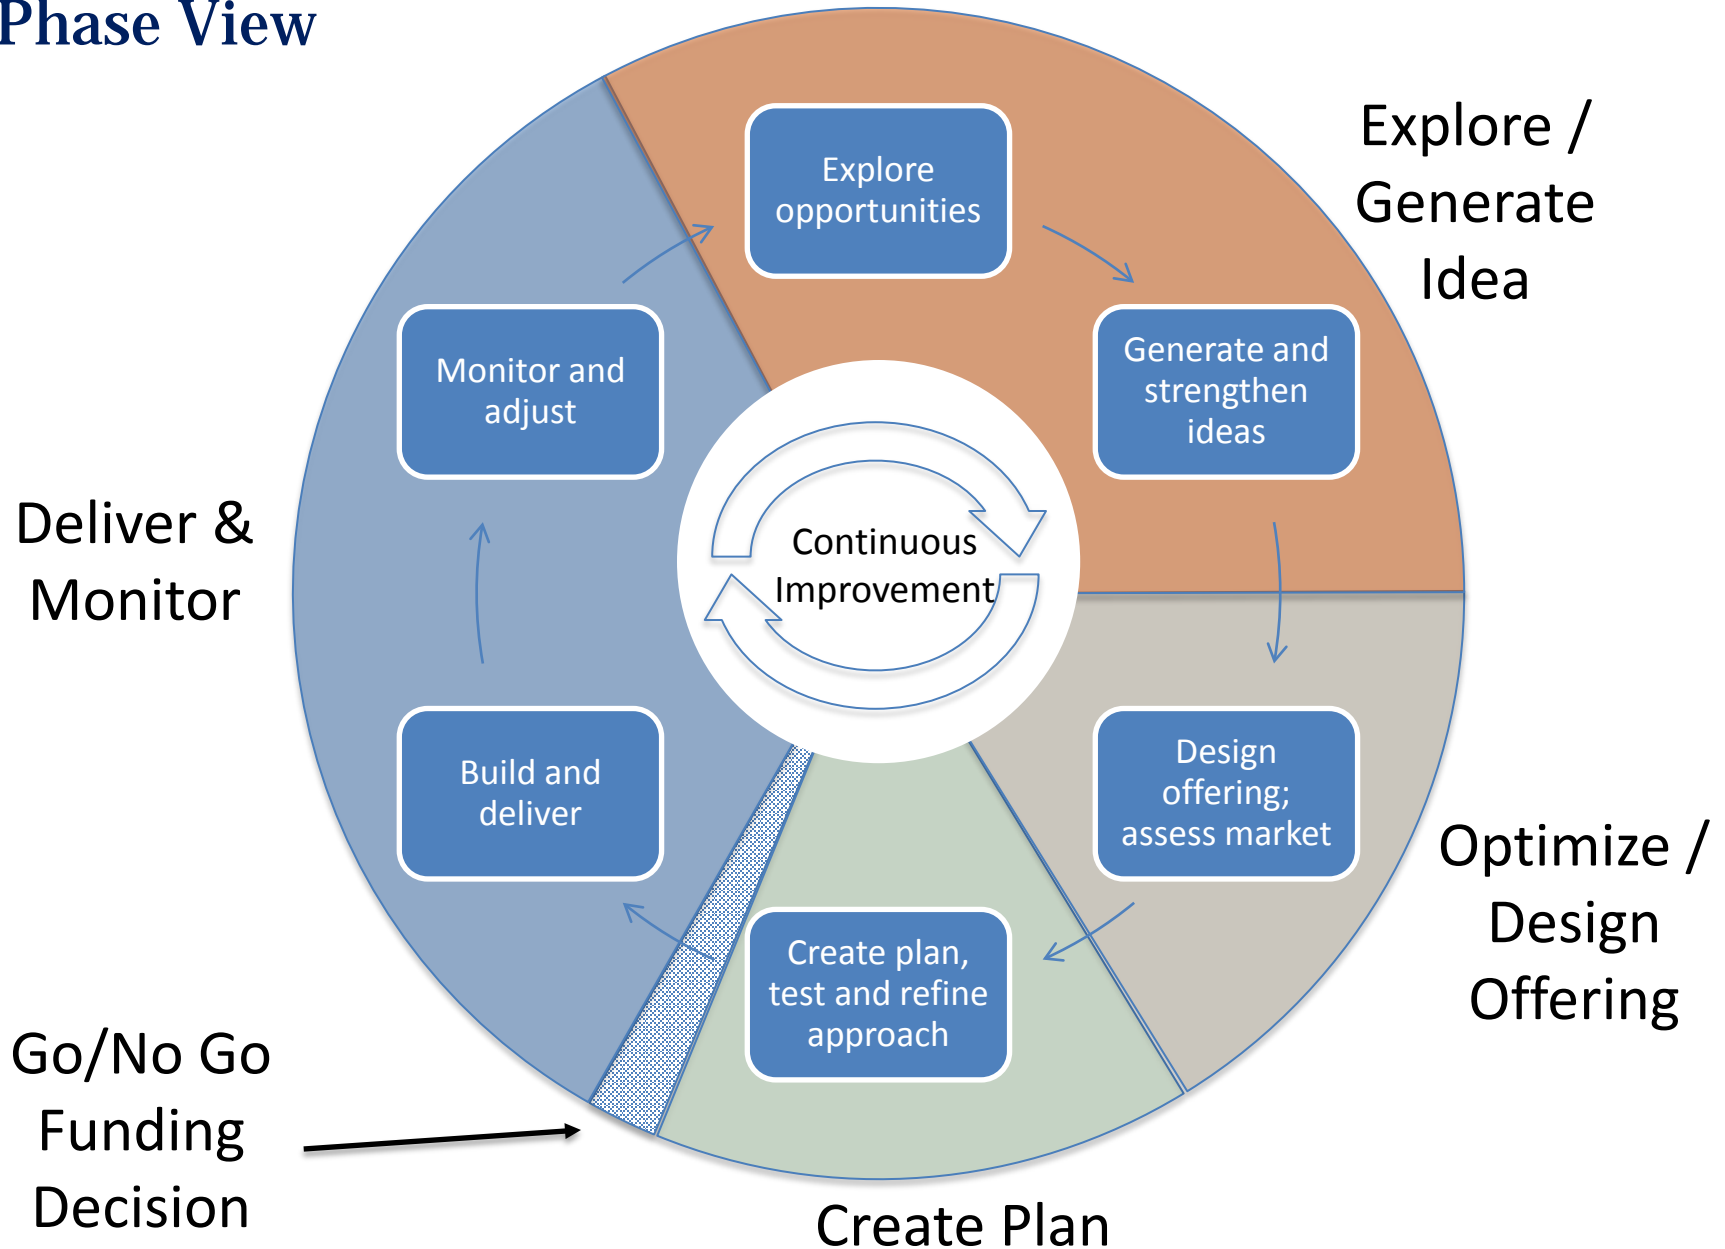 Phase View
Explore /
Generate
Idea
Explore
opportunities
Generate and
strengthen
ideas
Monitor and
adjust
Continuous
Improvement
Deliver &
Monitor
Design
offering;
assess market
Build and
deliver
Optimize /
Design
Offering
Create plan,
test and refine
approach
Go/No Go
Funding
Decision
Create Plan